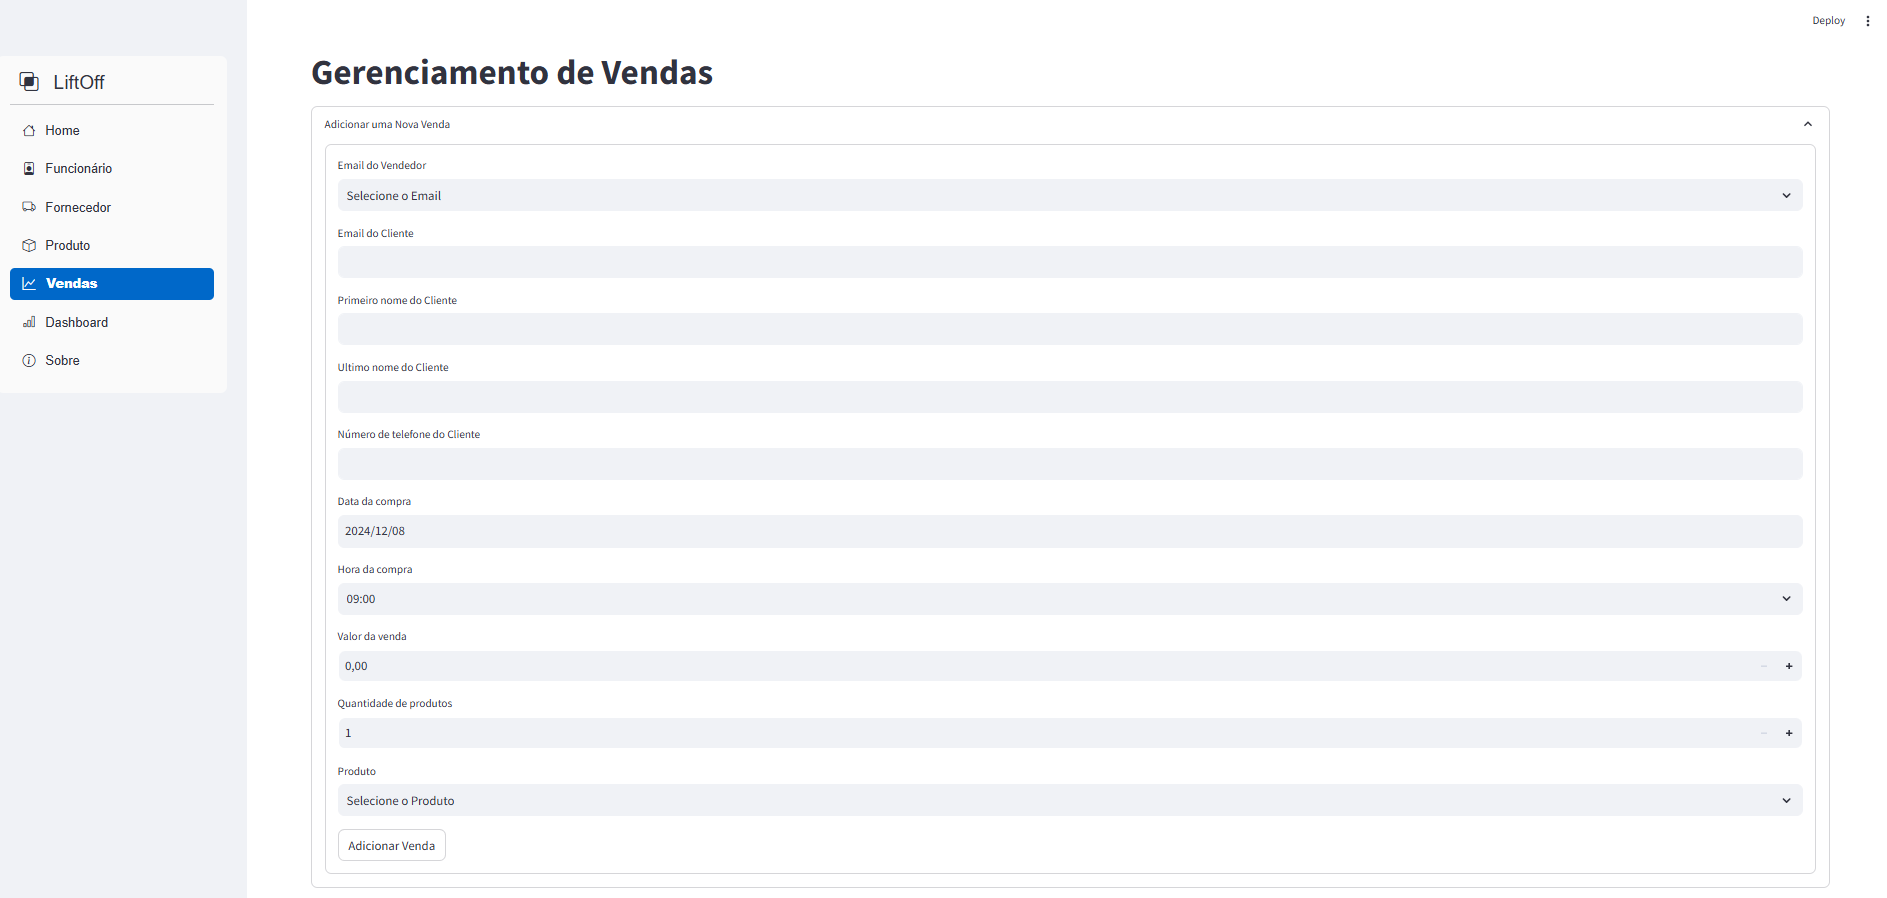 Deploy
LiftOff
Home
Funcionário
Fornecedor
Produto
Vendas
Dashboard
Sobre
Gerenciamento de Vendas
Adicionar uma Nova Venda
Email do Vendedor
Selecione o Email
Email do Cliente
Primeiro nome do Cliente
Ultimo nome do Cliente
Número de telefone do Cliente
Data da compra
2024/12/08
Hora da compra
09:00
Valor da venda
0,00
Quantidade de produtos
1
Produto
Selecione o Produto
Adicionar Venda